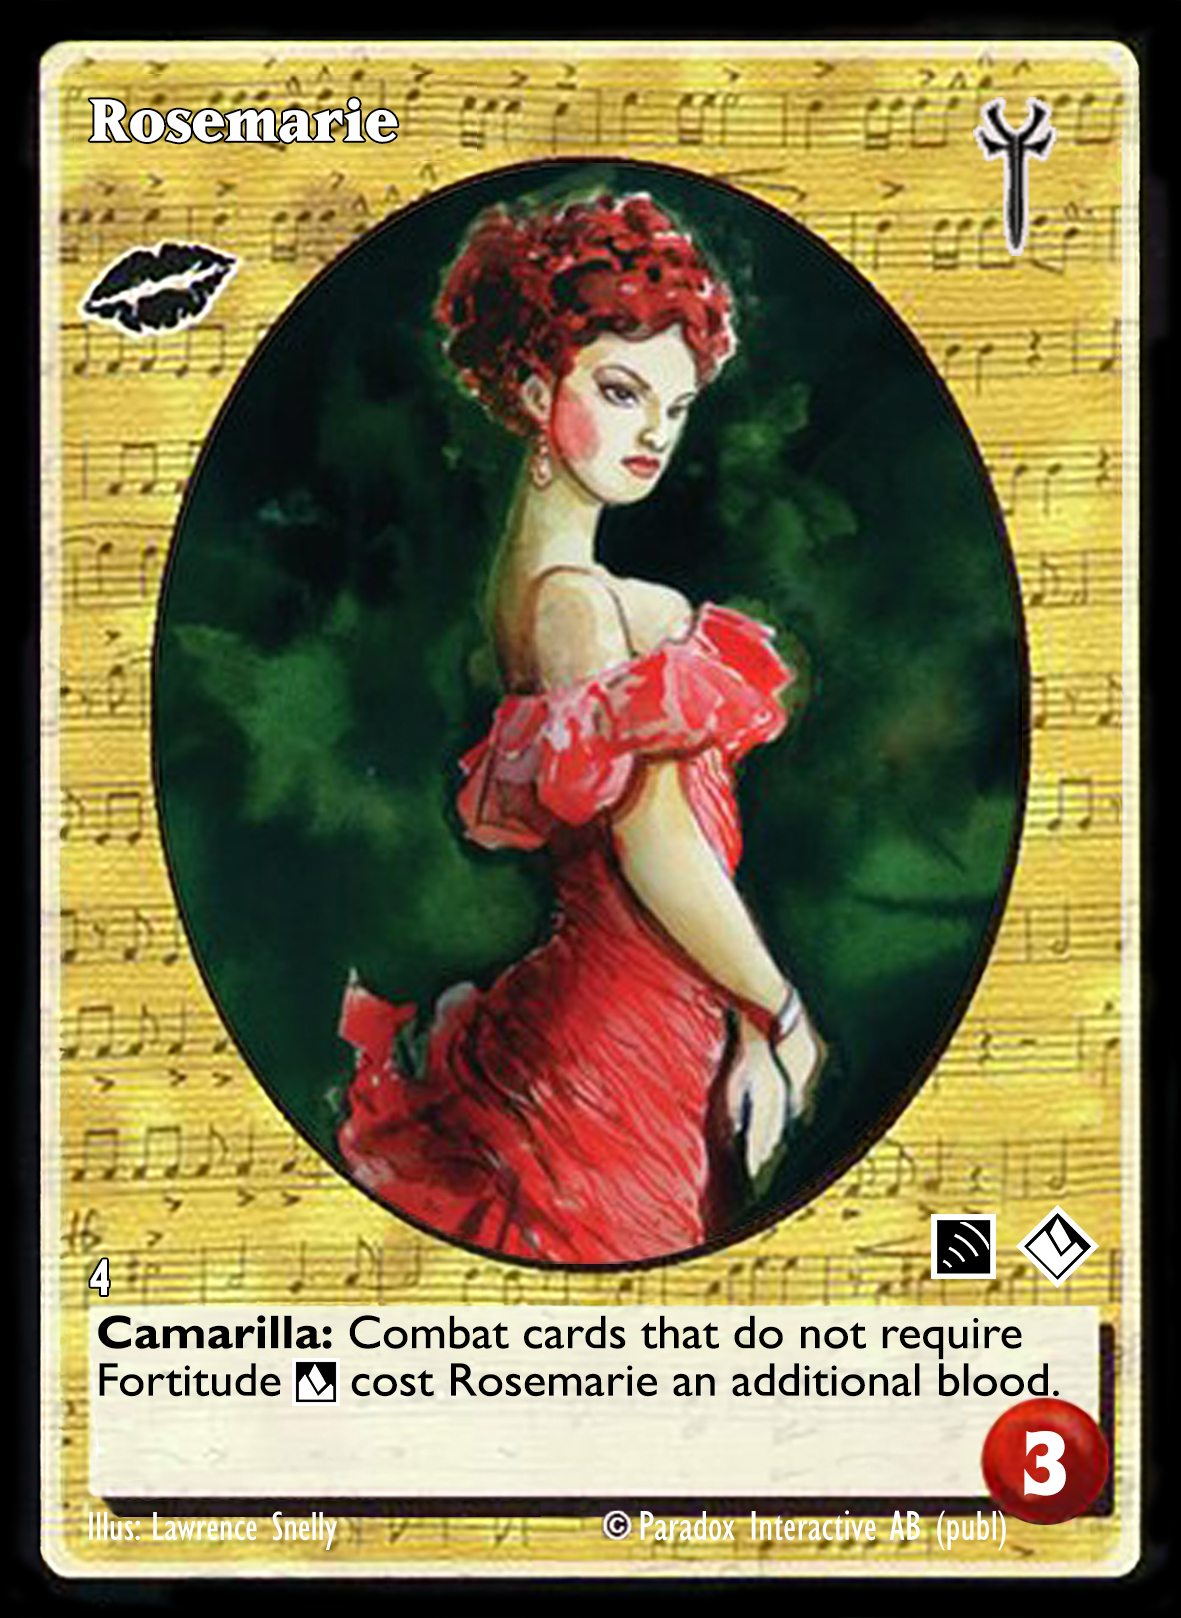 Rosemarie
4
Camarilla: Combat cards that do not require
Fortitude cost Rosemarie an additional blood.
3
Illus: Lawrence Snelly © Paradox Interactive AB (publ)